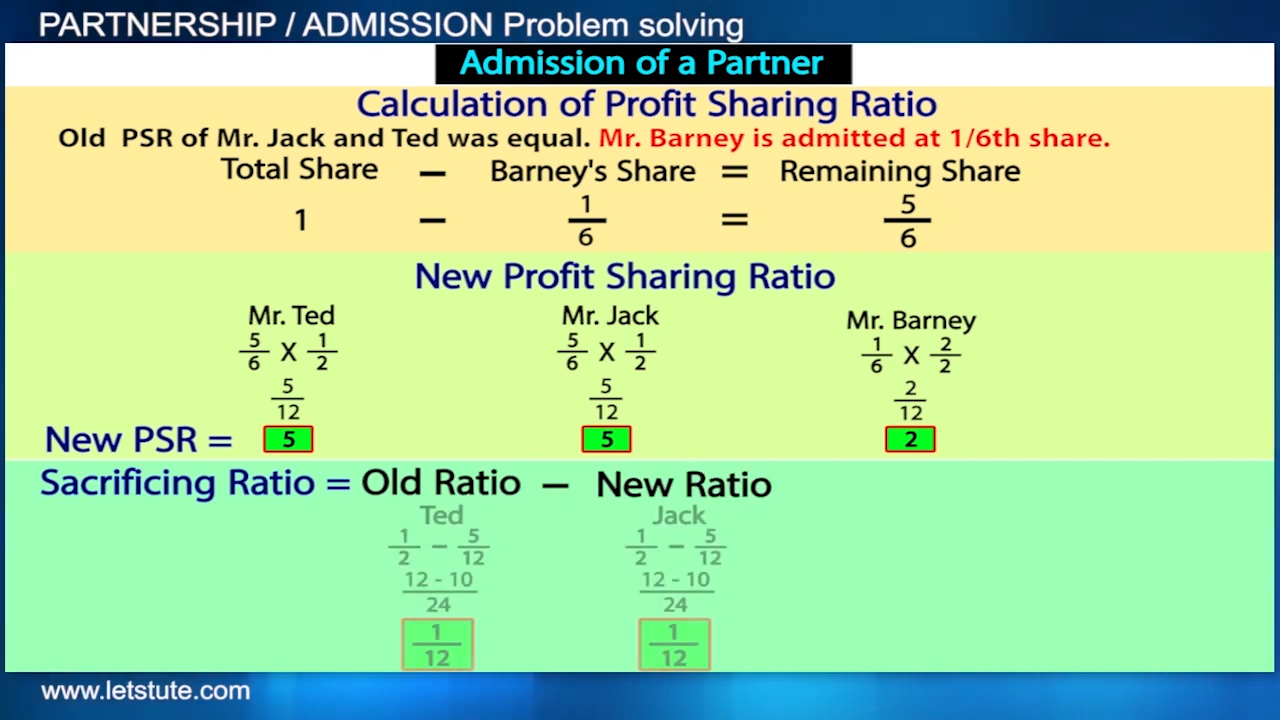 PARTNERSHIP / ADMISSION Problem solving
Admission of a Partner
Calculation of Profit Sharing Ratio
Old PSR of Mr. Jack and Ted was equal. Mr. Barney is admitted at 1/6th share.
Total Share – Barney's Share = Remaining Share
1 – 1/6 = 5/6
New Profit Sharing Ratio
Mr. Ted Mr. Jack Mr. Barney
5/6 X 1/2 5/6 X 1/2 1/6 X 2/2
5/12 5/12 2/12
New PSR = 5 5 2
Sacrificing Ratio = Old Ratio – New Ratio
Ted Jack
1/2 – 5/12 1/2 – 5/12
12 - 10/24 12 - 10/24
1/12 1/12
www.letstute.com